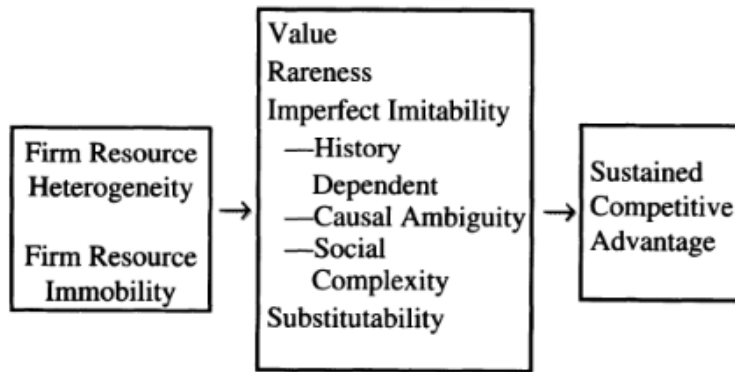 Firm Resource
Heterogeneity
Firm Resource
Immobility
Value
Rareness
Imperfect Imitability
—History
Dependent
—Causal Ambiguity
—Social
Complexity
Substitutability
Sustained
Competitive
Advantage